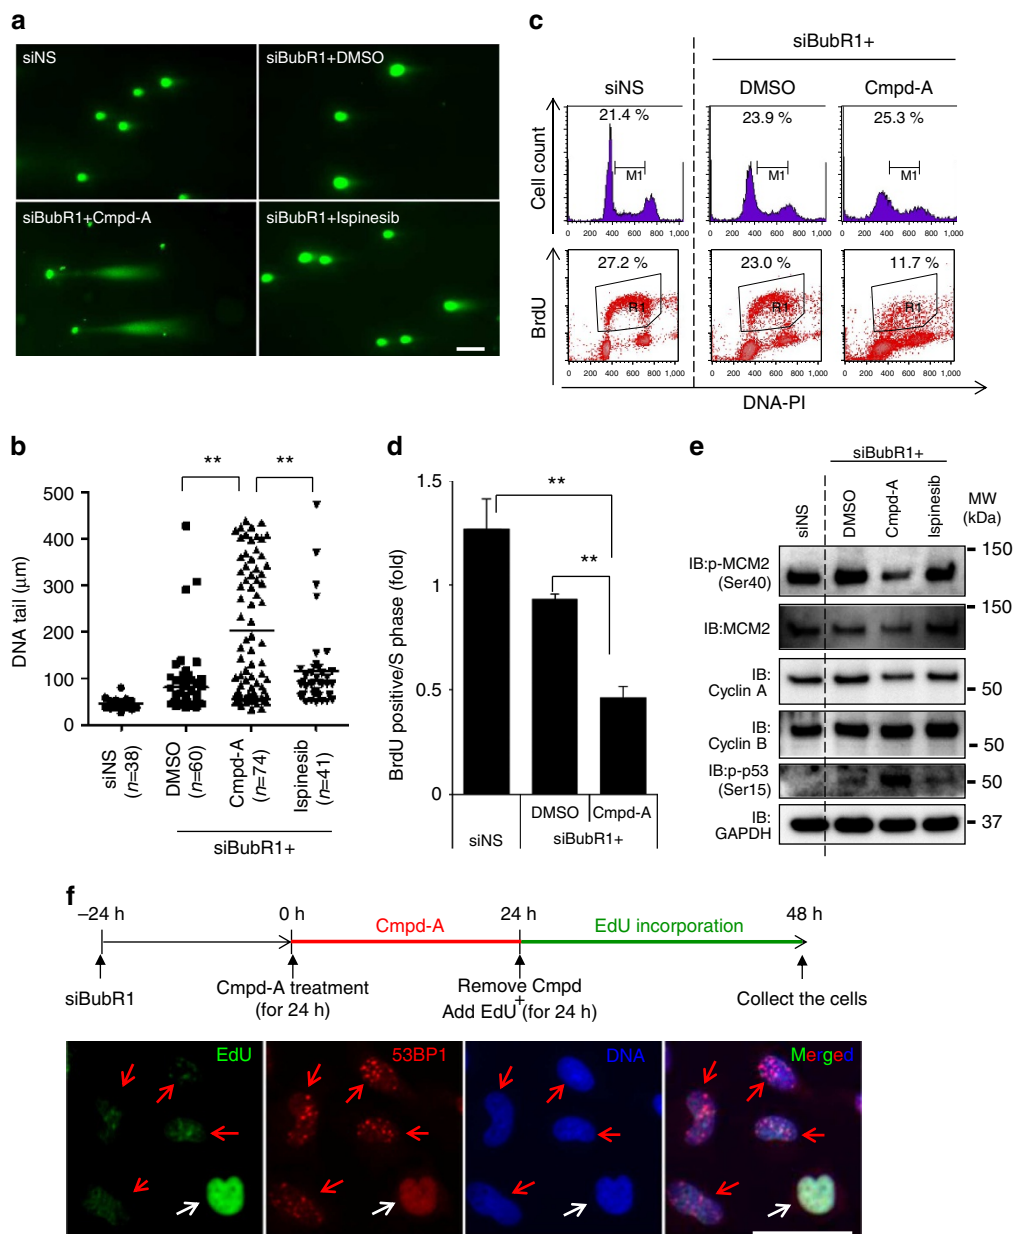 a
siNS
siBubR1+DMSO
siBubR1+Cmpd-A
siBubR1+Ispinesib
c
siBubR1+
siNS
DMSO
Cmpd-A
Cell count
21.4 %
23.9 %
25.3 %
M1
M1
M1
0 200 400 600 800 1,000
0 200 400 600 800 1,000
0 200 400 600 800 1,000
BrdU
27.2 %
23.0 %
11.7 %
R1
R1
R1
0 200 400 600 800 1,000
0 200 400 600 800 1,000
0 200 400 600 800 1,000
DNA-PI
b
**
**
DNA tail (μm)
500
400
300
200
100
0
siNS
(n=38)
DMSO
(n=60)
Cmpd-A
(n=74)
Ispinesib
(n=41)
siBubR1+
d
BrdU positive/S phase (fold)
1.5
1
0.5
0
**
**
siNS
DMSO
Cmpd-A
siBubR1+
e
siBubR1+
siNS
DMSO
Cmpd-A
Ispinesib
MW
(kDa)
IB:p-MCM2
(Ser40)
150
IB:MCM2
150
IB:
Cyclin A
50
IB:
Cyclin B
50
IB:p-p53
(Ser15)
50
IB:
GAPDH
37
f
–24 h
0 h
24 h
48 h
Cmpd-A
EdU incorporation
siBubR1
Cmpd-A treatment
(for 24 h)
Remove Cmpd
+
Add EdU (for 24 h)
Collect the cells
EdU
53BP1
DNA
Merged